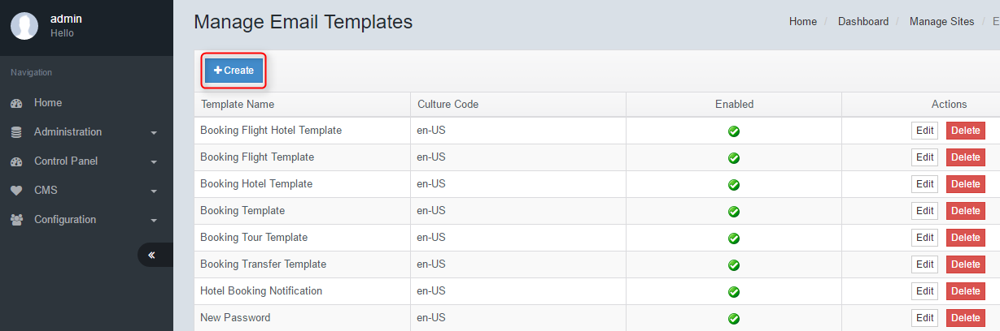 admin
Hello
Navigation
Home
Administration
Control Panel
CMS
Configuration
Manage Email Templates
Home / Dashboard / Manage Sites / E
Create
Template Name Culture Code Enabled Actions
Booking Flight Hotel Template en-US Edit Delete
Booking Flight Template en-US Edit Delete
Booking Hotel Template en-US Edit Delete
Booking Template en-US Edit Delete
Booking Tour Template en-US Edit Delete
Booking Transfer Template en-US Edit Delete
Hotel Booking Notification en-US Edit Delete
New Password en-US Edit Delete